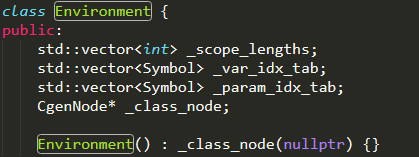 class Environment {
public:
    std::vector<int> _scope_lengths;
    std::vector<Symbol> _var_idx_tab;
    std::vector<Symbol> _param_idx_tab;
    CgenNode* _class_node;

    Environment() : _class_node(nullptr) {}